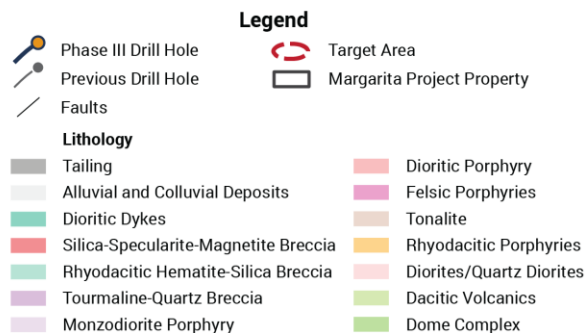 Legend
Phase III Drill Hole
Target Area
Previous Drill Hole
Margarita Project Property
Faults
Lithology
Tailing
Dioritic Porphyry
Alluvial and Colluvial Deposits
Felsic Porphyries
Dioritic Dykes
Tonalite
Silica-Specularite-Magnetite Breccia
Rhyodacitic Porphyries
Rhyodacitic Hematite-Silica Breccia
Diorites/Quartz Diorites
Tourmaline-Quartz Breccia
Dacitic Volcanics
Monzodiorite Porphyry
Dome Complex